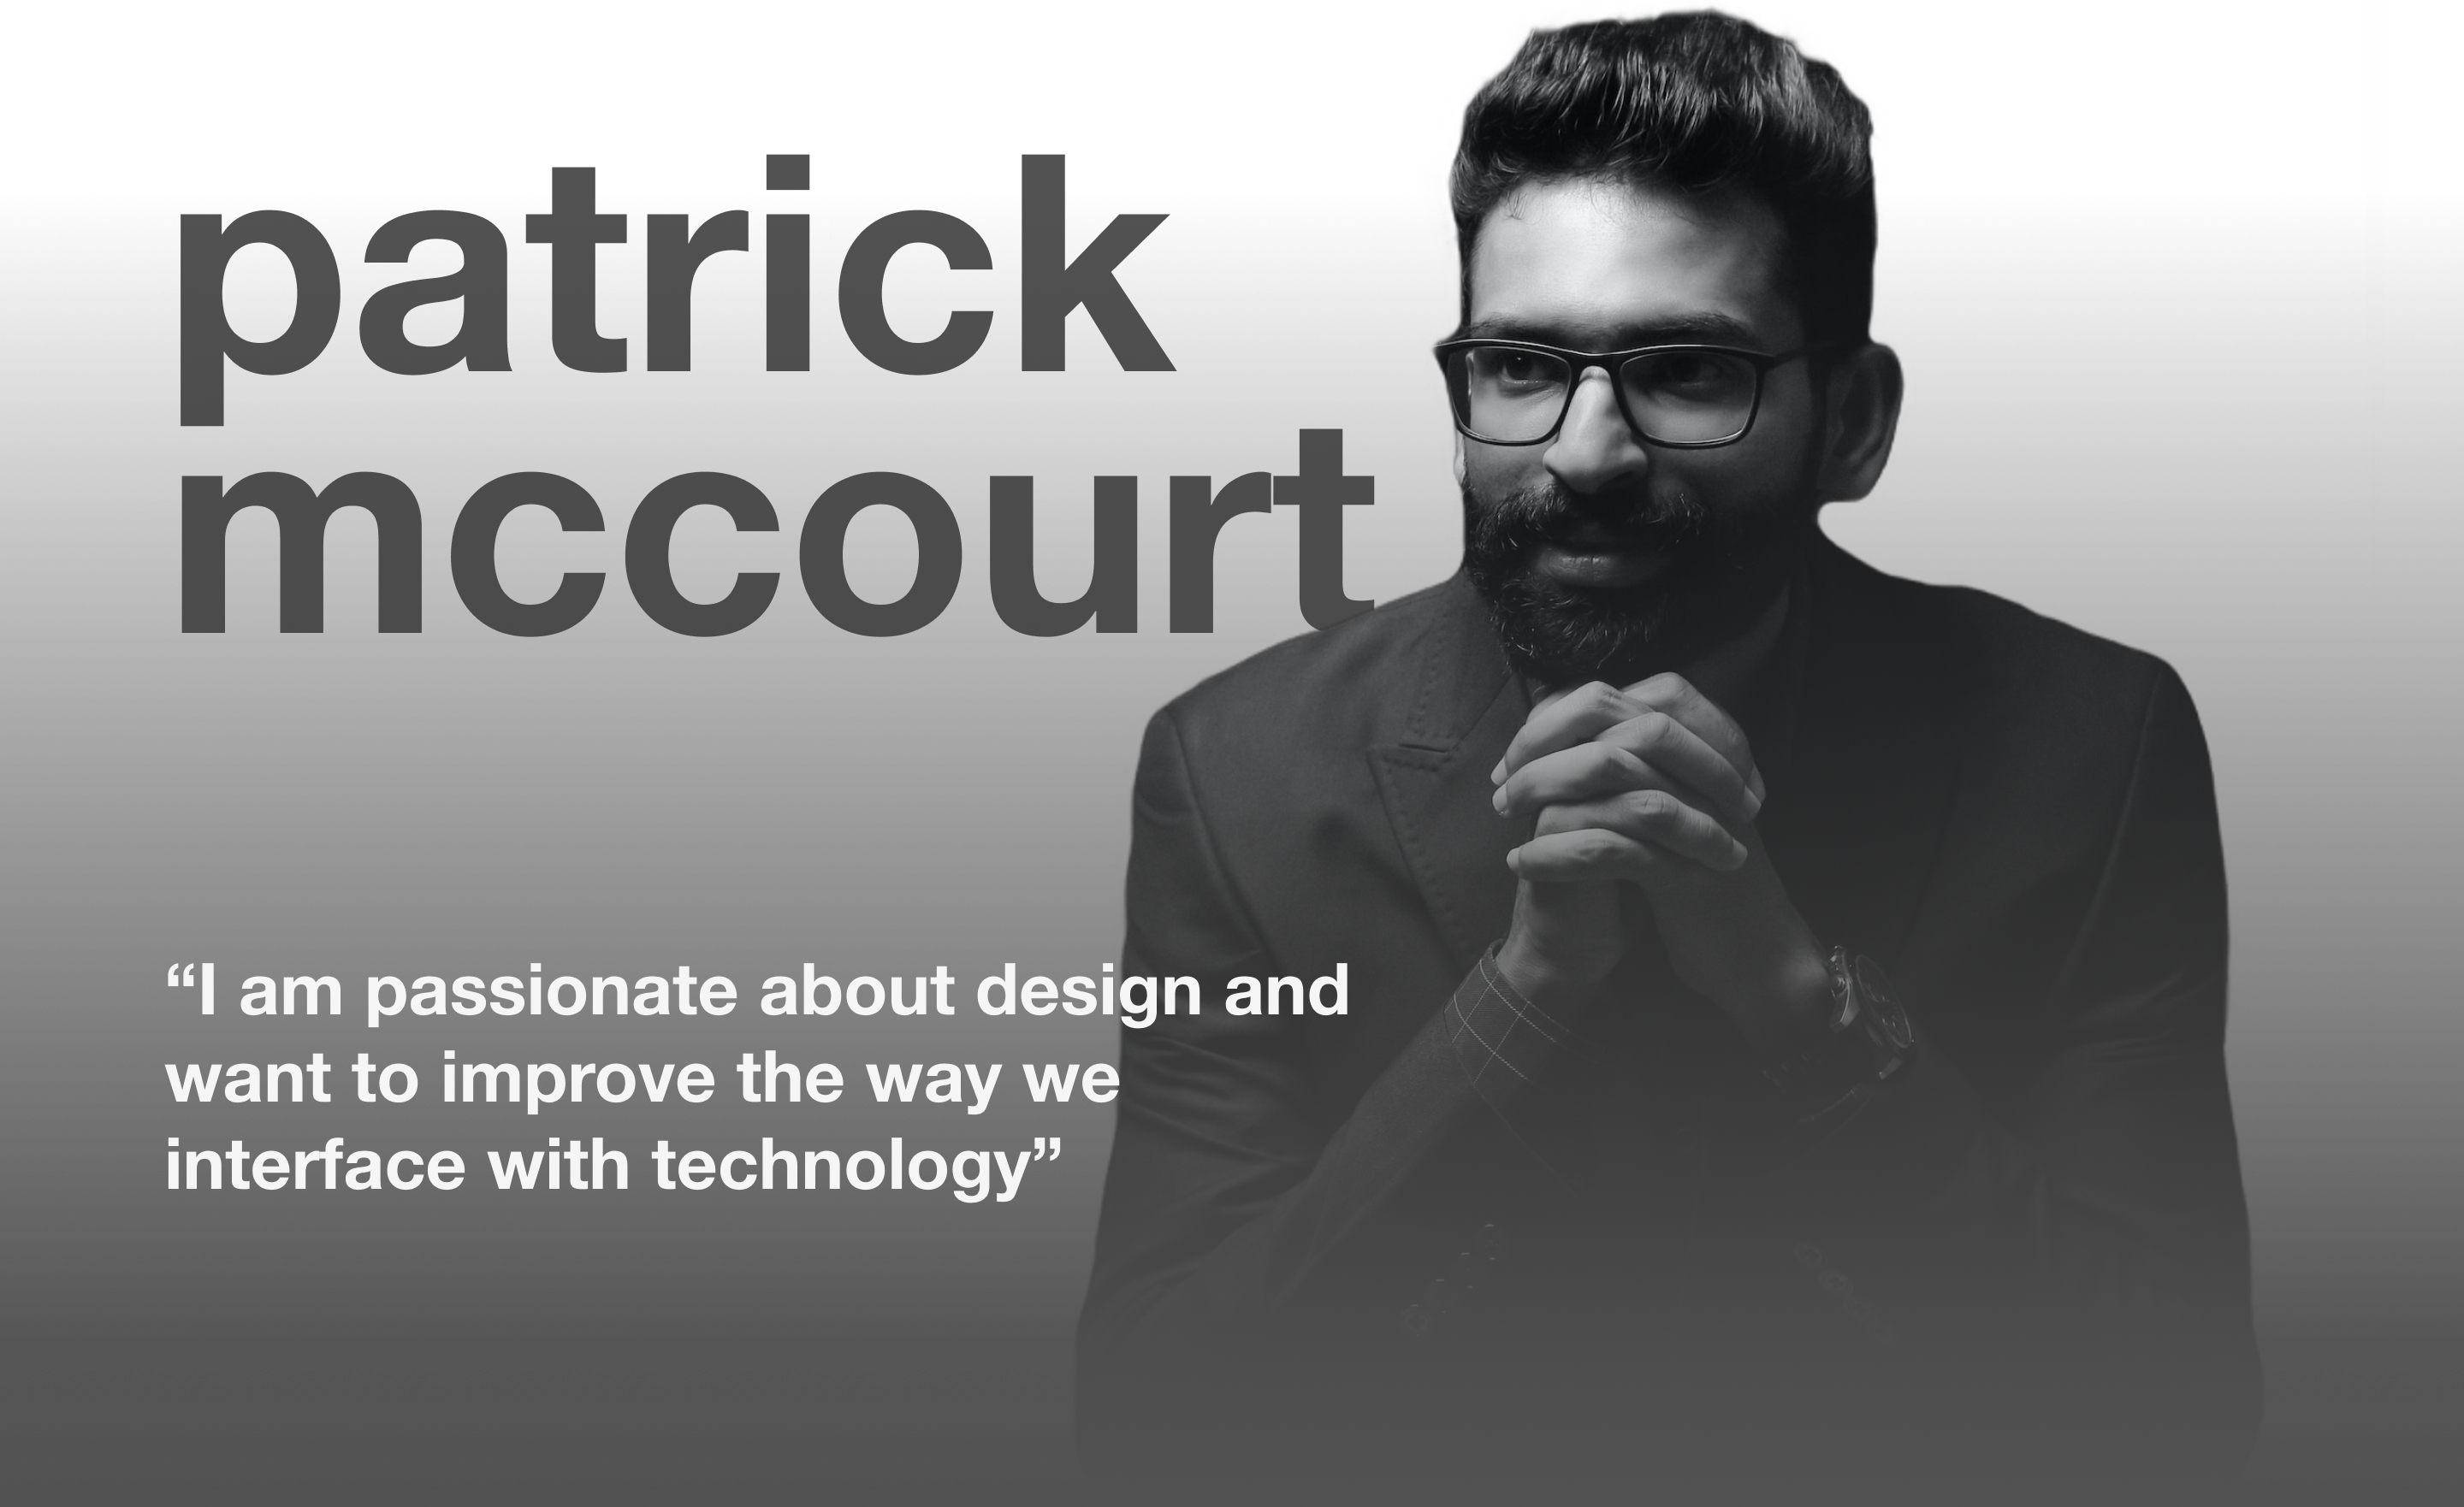 patrick
mccourt
“I am passionate about design and
want to improve the way we
interface with technology”